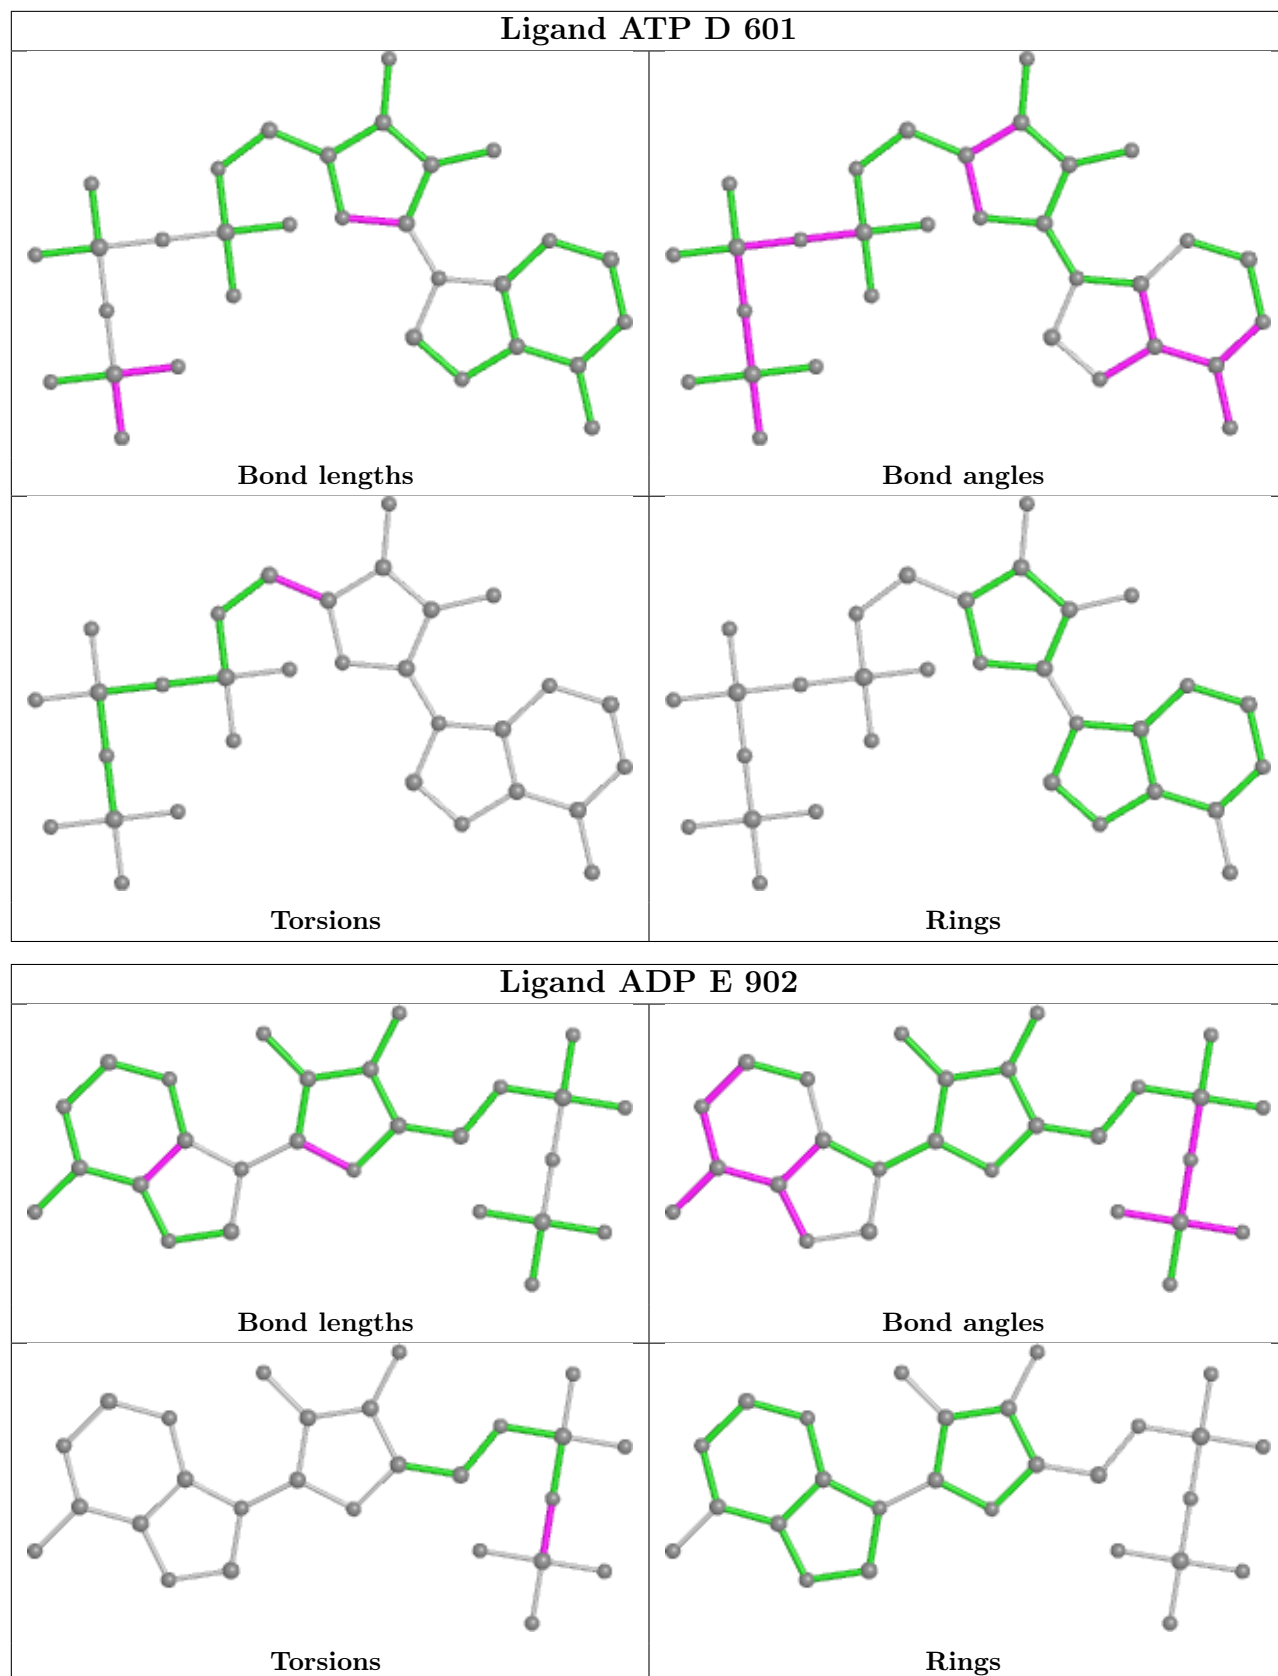 Ligand ATP D 601
Bond lengths
Bond angles
Torsions
Rings
Ligand ADP E 902
Bond lengths
Bond angles
Torsions
Rings